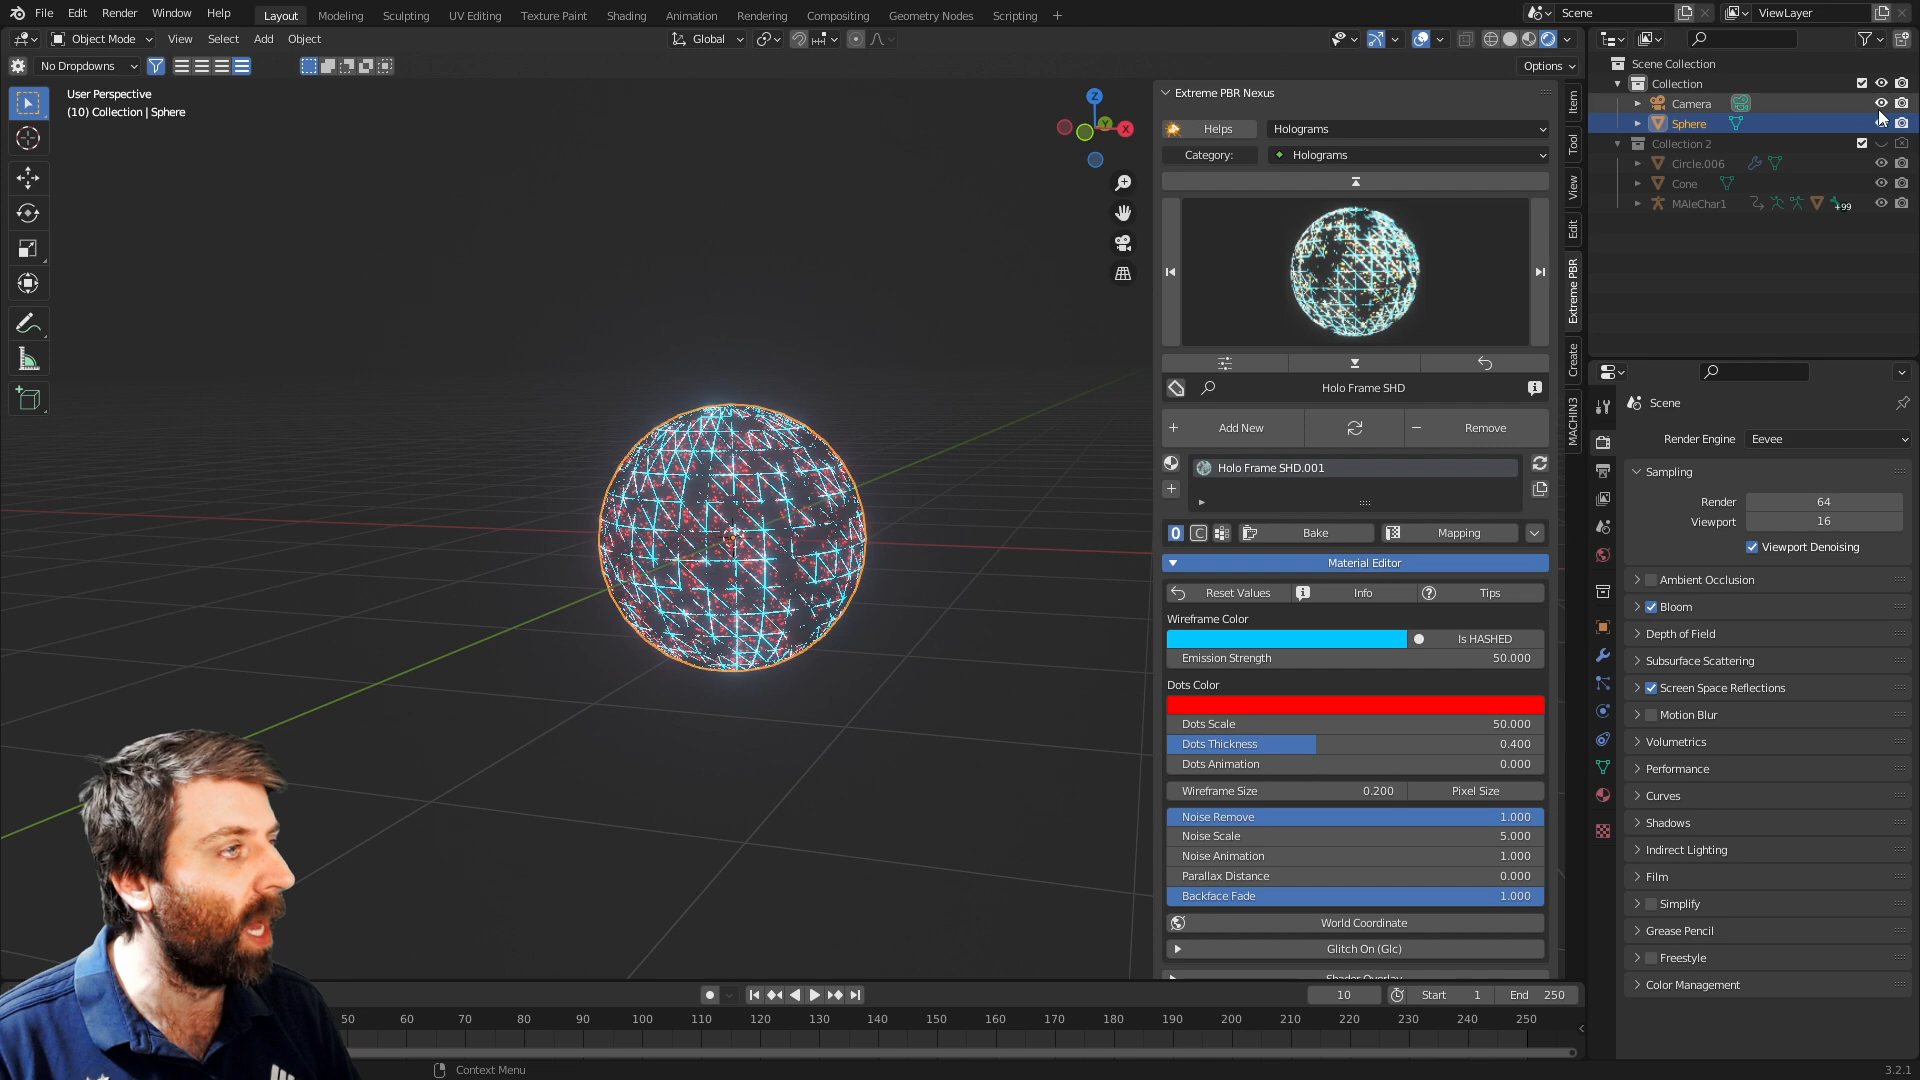 File Edit Render Window Help Layout Modeling Sculpting UV Editing Texture Paint Shading Animation Rendering Compositing Geometry Nodes Scripting + Scene ViewLayer
Object Mode View Select Add Object Global
No Dropdowns Options
User Perspective
(10) Collection | Sphere
Z
Y
X
Extreme PBR Nexus
Helps Holograms
Category: Holograms
Holo Frame SHD
Add New Remove
Holo Frame SHD.001
0 C Bake Mapping
Material Editor
Reset Values Info Tips
Wireframe Color
Is HASHED
Emission Strength 50.000
Dots Color
Dots Scale 50.000
Dots Thickness 0.400
Dots Animation 0.000
Wireframe Size 0.200 Pixel Size
Noise Remove 1.000
Noise Scale 5.000
Noise Animation 1.000
Parallax Distance 0.000
Backface Fade 1.000
World Coordinate
Glitch On (Glc)
Shader Overlay
Item
Tool
View
Edit
Extreme PBR
Create
MACHIN3
Scene Collection
Collection
Camera
Sphere
Collection 2
Circle.006
Cone
MAleChar1 +99
Scene
Render Engine Eevee
Sampling
Render 64
Viewport 16
Viewport Denoising
Ambient Occlusion
Bloom
Depth of Field
Subsurface Scattering
Screen Space Reflections
Motion Blur
Volumetrics
Performance
Curves
Shadows
Indirect Lighting
Film
Simplify
Grease Pencil
Freestyle
Color Management
10 Start 1 End 250
50 60 70 80 90 100 110 120 130 140 150 160 170 180 190 200 210 220 230 240 250
Context Menu 3.2.1